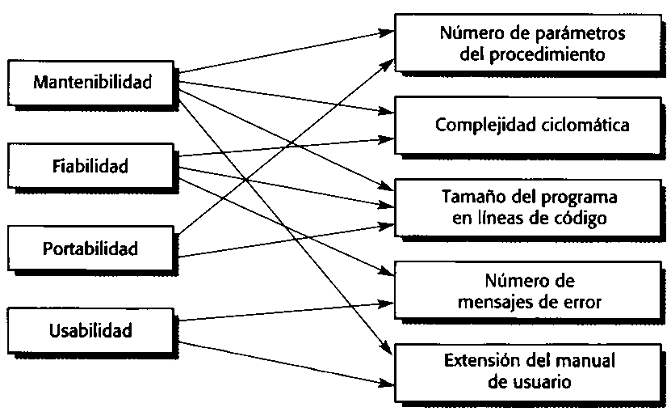 Mantenibilidad
Fiabilidad
Portabilidad
Usabilidad
Número de parámetros
del procedimiento
Complejidad ciclomática
Tamaño del programa
en líneas de código
Número de
mensajes de error
Extensión del manual
de usuario